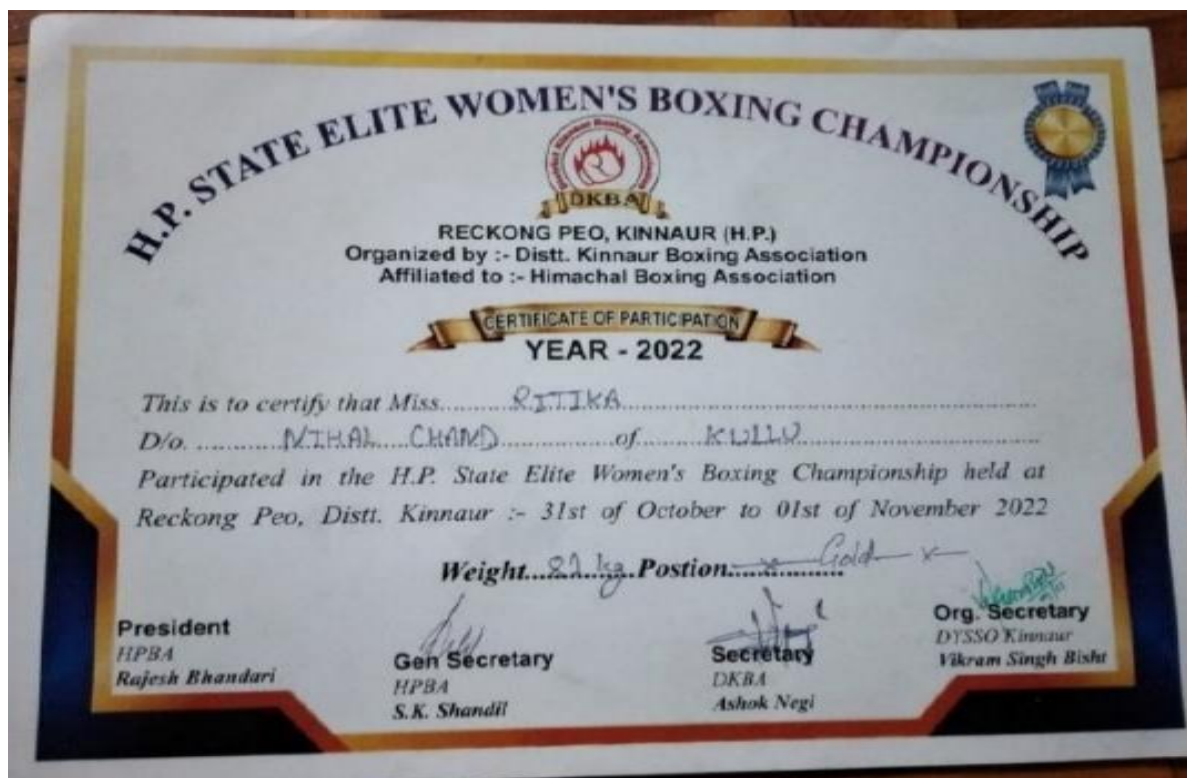 H.P. STATE ELITE WOMEN'S BOXING CHAMPIONSHIP
DKBA
RECKONG PEO, KINNAUR (H.P.)
Organized by :- Distt. Kinnaur Boxing Association
Affiliated to :- Himachal Boxing Association
CERTIFICATE OF PARTICIPATION
YEAR - 2022
This is to certify that Miss......... RITIKA ..................
D/o. ............ NIHAL .... CHAND ............... of ....... KULLU ..................
Participated in the H.P. State Elite Women's Boxing Championship held at
Reckong Peo, Distt. Kinnaur :- 31st of October to 01st of November 2022
Weight.... kg Postion.... x Gold x
President
HPBA
Rajesh Bhandari
Gen Secretary
HPBA
S.K. Shandil
Secretary
DKBA
Ashok Negi
Org. Secretary
DYSSO Kinnaur
Vikram Singh Bisht